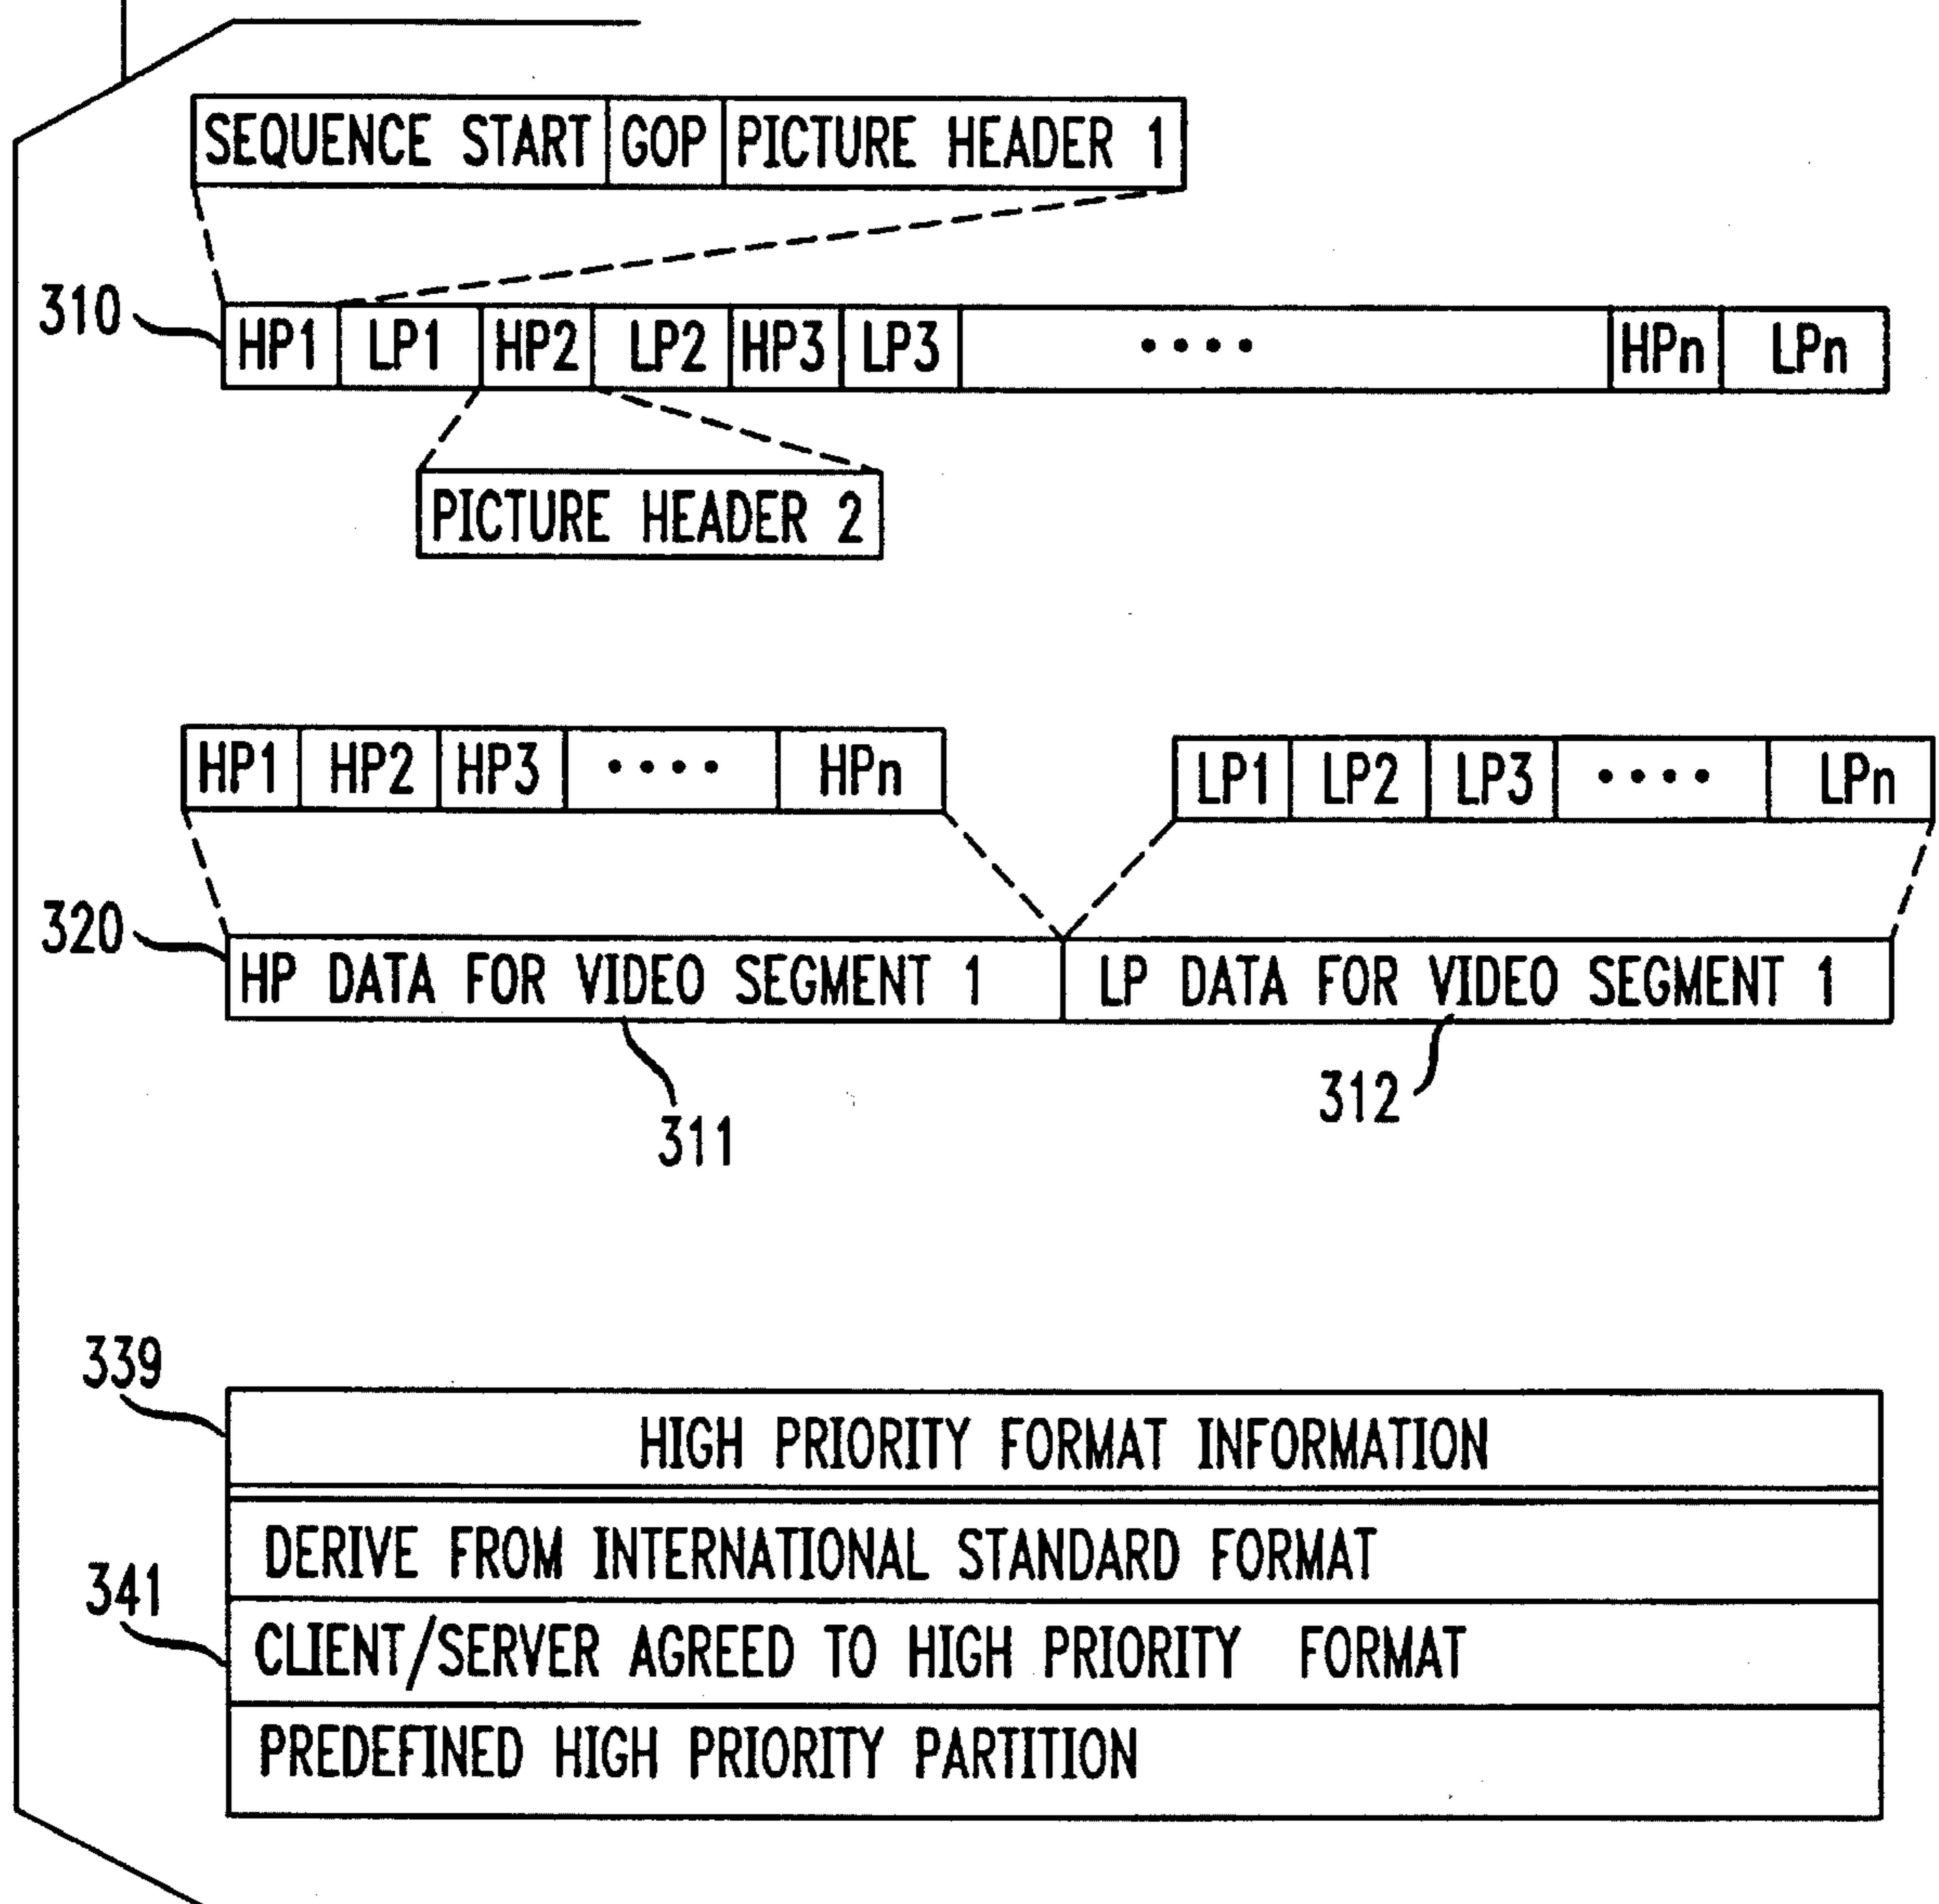 SEQUENCE START GOP PICTURE HEADER 1
310 HP1 LP1 HP2 LP2 HP3 LP3 •••• HPn LPn
PICTURE HEADER 2
HP1 HP2 HP3 •••• HPn LP1 LP2 LP3 •••• LPn
320 HP DATA FOR VIDEO SEGMENT 1 LP DATA FOR VIDEO SEGMENT 1
311 312
339 HIGH PRIORITY FORMAT INFORMATION
DERIVE FROM INTERNATIONAL STANDARD FORMAT
341 CLIENT/SERVER AGREED TO HIGH PRIORITY FORMAT
PREDEFINED HIGH PRIORITY PARTITION